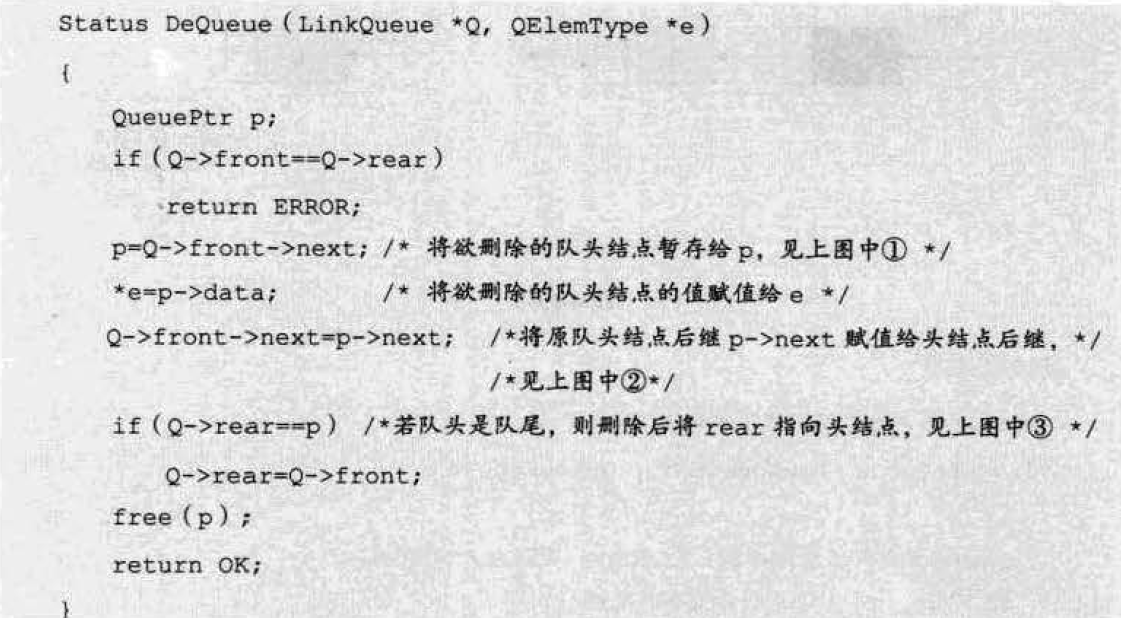 Status DeQueue(LinkQueue *Q, QElemType *e)
{
QueuePtr p;
if(Q->front==Q->rear)
return ERROR;
p=Q->front->next; /* 将欲删除的队头结点暂存给 p，见上图中① */
*e=p->data; /* 将欲删除的队头结点的值赋值给 e */
Q->front->next=p->next; /*将原队头结点后继 p->next 赋值给头结点后继，*/
/*见上图中②*/
if(Q->rear==p) /*若队头是队尾，则删除后将 rear 指向头结点，见上图中③ */
Q->rear=Q->front;
free(p);
return OK;
}